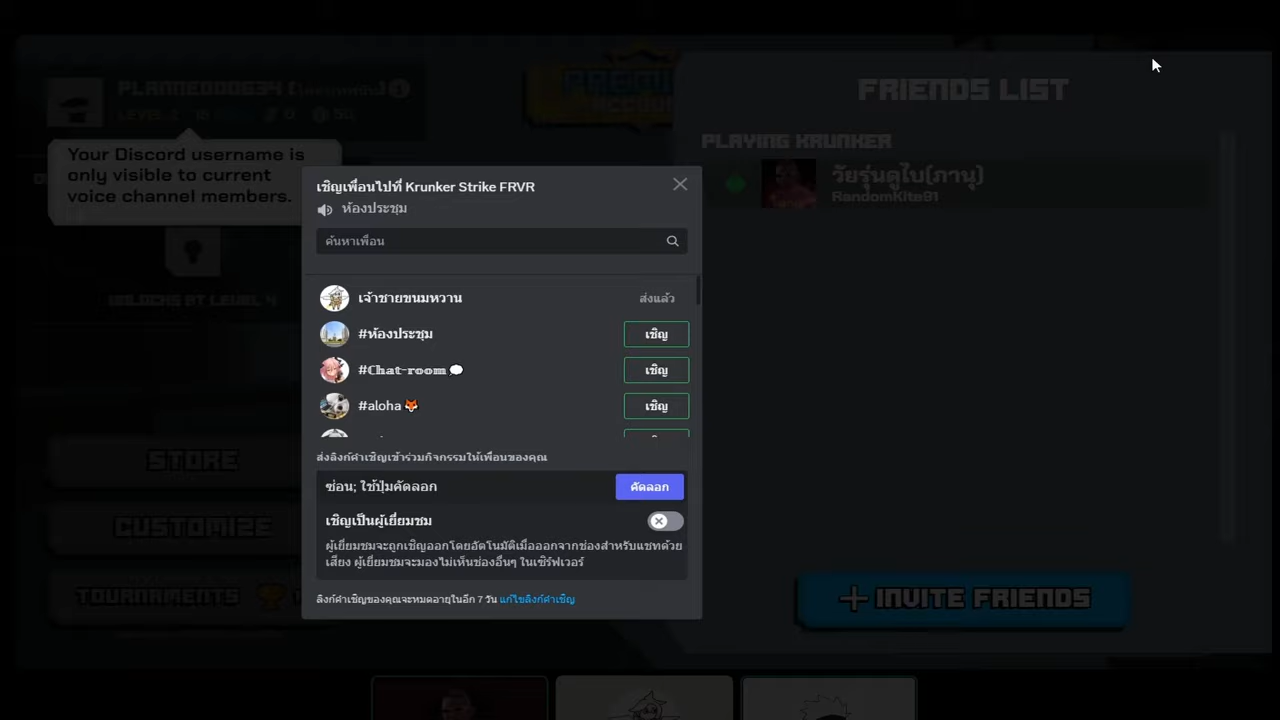 PLANNEDDOG34
LEVEL 2
FRIENDS LIST
PLAYING KRUNKER
วัยรุ่นดูไบ(ภานุ)
RandomKite91
Your Discord username is
only visible to current
voice channel members.
UNLOCKS AT LEVEL 4
เชิญเพื่อนไปที่ Krunker Strike FRVR
ห้องประชุม
ค้นหาเพื่อน
เจ้าชายขนมหวาน ส่งแล้ว
#ห้องประชุม เชิญ
#ℂ𝕙𝕒𝕥-𝕣𝕠𝕠𝕞 💬 เชิญ
#aloha 🦊 เชิญ
ส่งลิงก์คำเชิญเข้าร่วมกิจกรรมให้เพื่อนของคุณ
ซ่อน; ใช้ปุ่มคัดลอก คัดลอก
เชิญเป็นผู้เยี่ยมชม
ผู้เยี่ยมชมจะถูกเชิญออกโดยอัตโนมัติเมื่อออกจากช่องสำหรับแชทด้วย
เสียง ผู้เยี่ยมชมจะมองไม่เห็นช่องอื่นๆ ในเซิร์ฟเวอร์
ลิงก์คำเชิญของคุณจะหมดอายุในอีก 7 วัน แก้ไขลิงก์คำเชิญ
STORE
CUSTOMIZE
TOURNAMENTS
+ INVITE FRIENDS